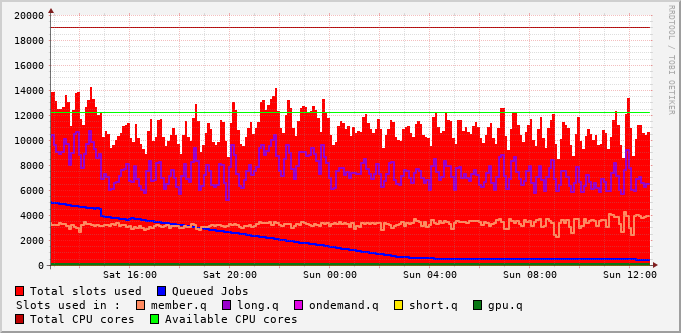 20000
18000
16000
14000
12000
10000
8000
6000
4000
2000
0
Sat 16:00 Sat 20:00 Sun 00:00 Sun 04:00 Sun 08:00 Sun 12:00
Total slots used Queued Jobs
Slots used in : member.q long.q ondemand.q short.q gpu.q
Total CPU cores Available CPU cores
RRDTOOL / TOBI OETIKER